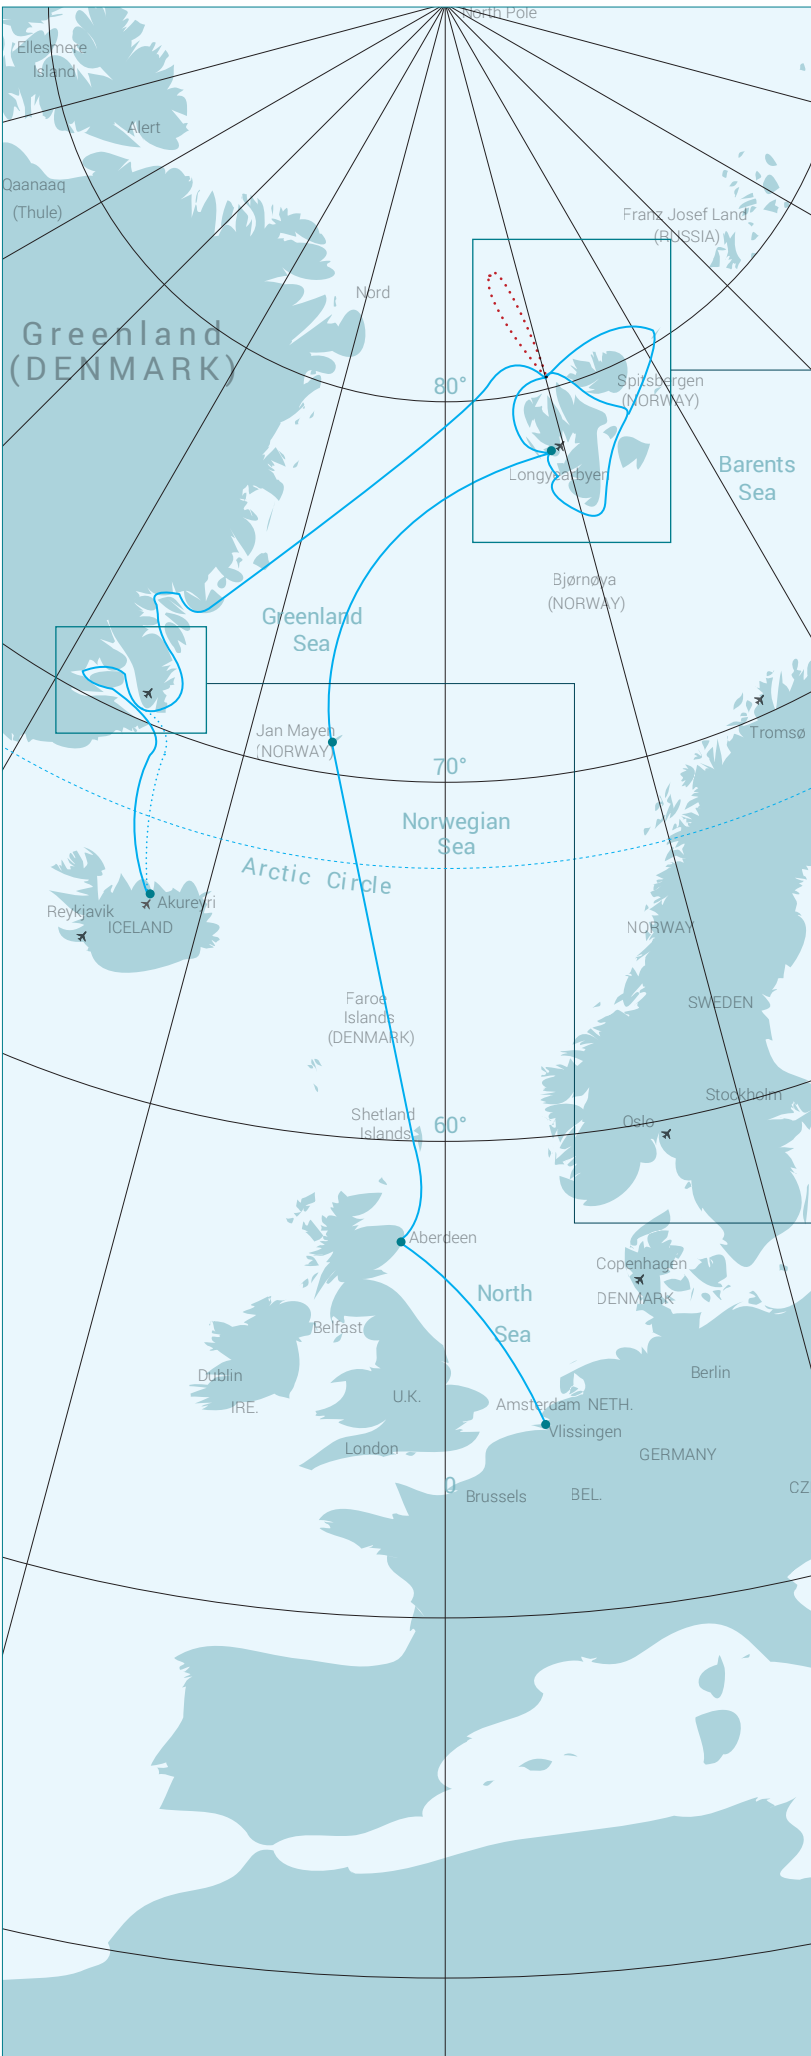 North Pole
Ellesmere
Island
Alert
Qaanaaq
(Thule)
Franz Josef Land
(RUSSIA)
Nord
Greenland
(DENMARK)
80°
Spitsbergen
(NORWAY)
Barents
Sea
Longyearbyen
Bjørnøya
(NORWAY)
Greenland
Sea
Jan Mayen
(NORWAY)
Tromsø
70°
Norwegian
Sea
Arctic Circle
Reykjavik
Akureyri
ICELAND
NORWAY
Faroe
Islands
(DENMARK)
SWEDEN
Stockholm
Shetland
Islands
60°
Oslo
Aberdeen
Copenhagen
DENMARK
North
Sea
Belfast
Dublin
IRE.
Berlin
U.K.
Amsterdam NETH.
Vlissingen
London
GERMANY
0
Brussels
BEL.
CZ